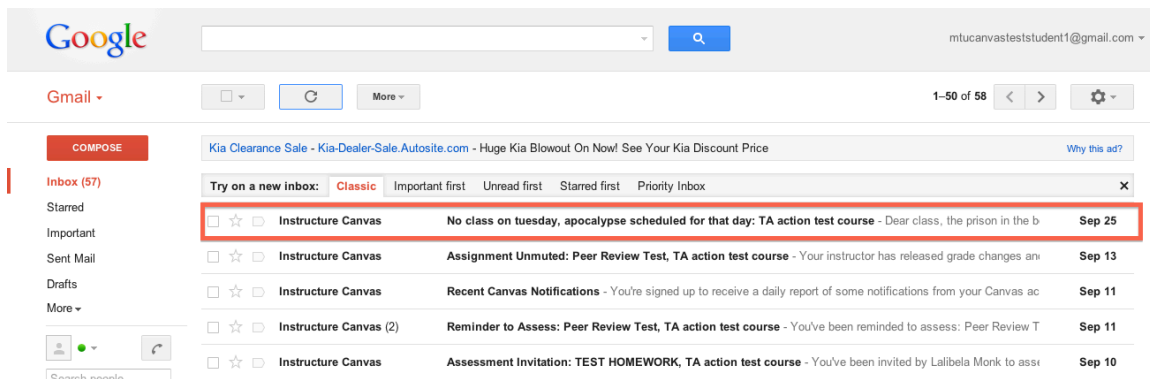 Google mtucanvasteststudent1@gmail.com
Gmail More 1–50 of 58
COMPOSE Kia Clearance Sale - Kia-Dealer-Sale.Autosite.com - Huge Kia Blowout On Now! See Your Kia Discount Price Why this ad?
Inbox (57) Try on a new inbox: Classic Important first Unread first Starred first Priority Inbox x
Starred
Instructure Canvas No class on tuesday, apocalypse scheduled for that day: TA action test course - Dear class, the prison in the Sep 25
Important
Sent Mail Instructure Canvas Assignment Unmuted: Peer Review Test, TA action test course - Your instructor has released grade changes Sep 13
Drafts Instructure Canvas Recent Canvas Notifications - You're signed up to receive a daily report of some notifications from your Canvas ac Sep 11
More
Instructure Canvas (2) Reminder to Assess: Peer Review Test, TA action test course - You've been reminded to assess: Peer Review T Sep 11
Instructure Canvas Assessment Invitation: TEST HOMEWORK, TA action test course - You've been invited by Lalibela Monk to Sep 10
Search people